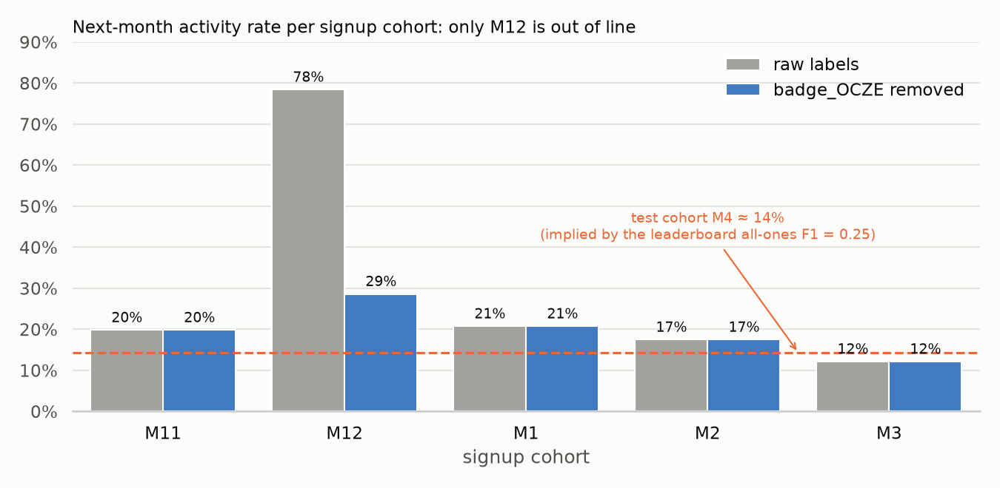 Next-month activity rate per signup cohort: only M12 is out of line
90%
80%
70%
60%
50%
40%
30%
20%
10%
0%
raw labels
badge_OCZE removed
78%
test cohort M4 ≈ 14%
(implied by the leaderboard all-ones F1 = 0.25)
29%
20%
20%
21%
21%
17%
17%
12%
12%
M11
M12
M1
M2
M3
signup cohort